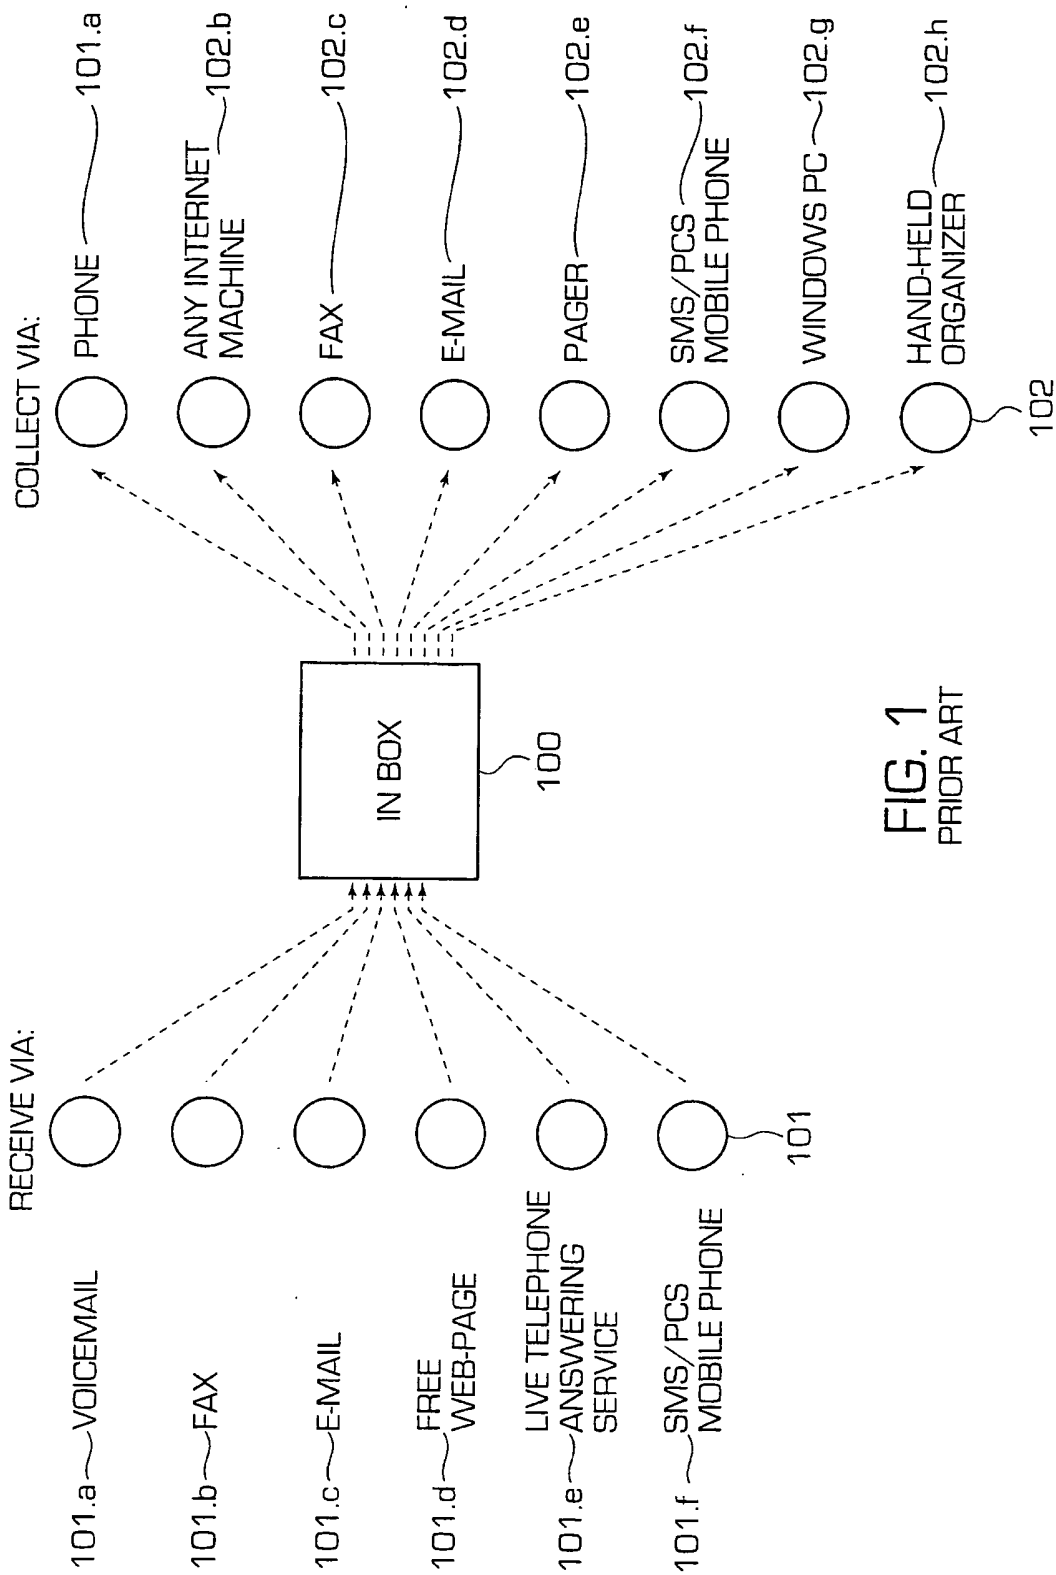 RECEIVE VIA:
101.a VOICEMAIL
101.b FAX
101.c E-MAIL
101.d FREE
WEB-PAGE
LIVE TELEPHONE
101.e ANSWERING
SERVICE
101.f SMS/PCS
MOBILE PHONE
101
IN BOX
100
COLLECT VIA:
PHONE 101.a
ANY INTERNET
MACHINE 102.b
FAX 102.c
E-MAIL 102.d
PAGER 102.e
SMS/PCS 102.f
MOBILE PHONE
WINDOWS PC 102.g
HAND-HELD 102.h
ORGANIZER
102
FIG. 1
PRIOR ART